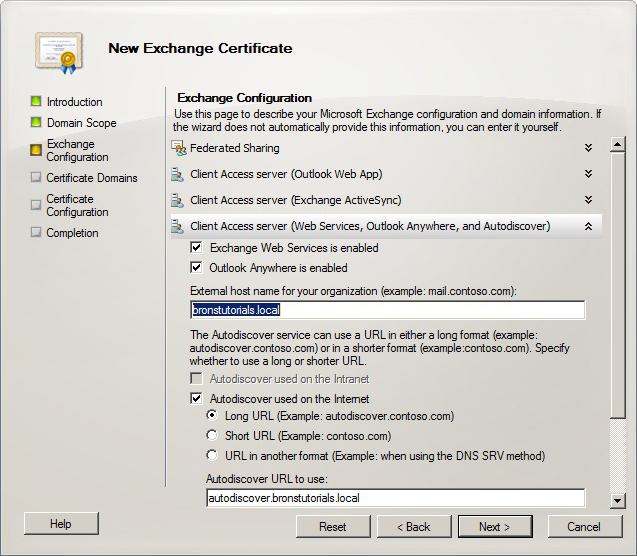 New Exchange Certificate
Introduction
Domain Scope
Exchange
Configuration
Certificate Domains
Certificate
Configuration
Completion
Exchange Configuration
Use this page to describe your Microsoft Exchange configuration and domain information. If
the wizard does not automatically provide this information, you can enter it yourself.
Federated Sharing
Client Access server (Outlook Web App)
Client Access server (Exchange ActiveSync)
Client Access server (Web Services, Outlook Anywhere, and Autodiscover)
Exchange Web Services is enabled
Outlook Anywhere is enabled
External host name for your organization (example: mail.contoso.com):
bronstutorials.local
The Autodiscover service can use a URL in either a long format (example:
autodiscover.contoso.com) or in a shorter format (example:contoso.com). Specify
whether to use a long or shorter URL.
Autodiscover used on the Intranet
Autodiscover used on the Internet
Long URL (Example: autodiscover.contoso.com)
Short URL (Example: contoso.com)
URL in another format (Example: when using the DNS SRV method)
Autodiscover URL to use:
autodiscover.bronstutorials.local
Help
Reset
< Back
Next >
Cancel